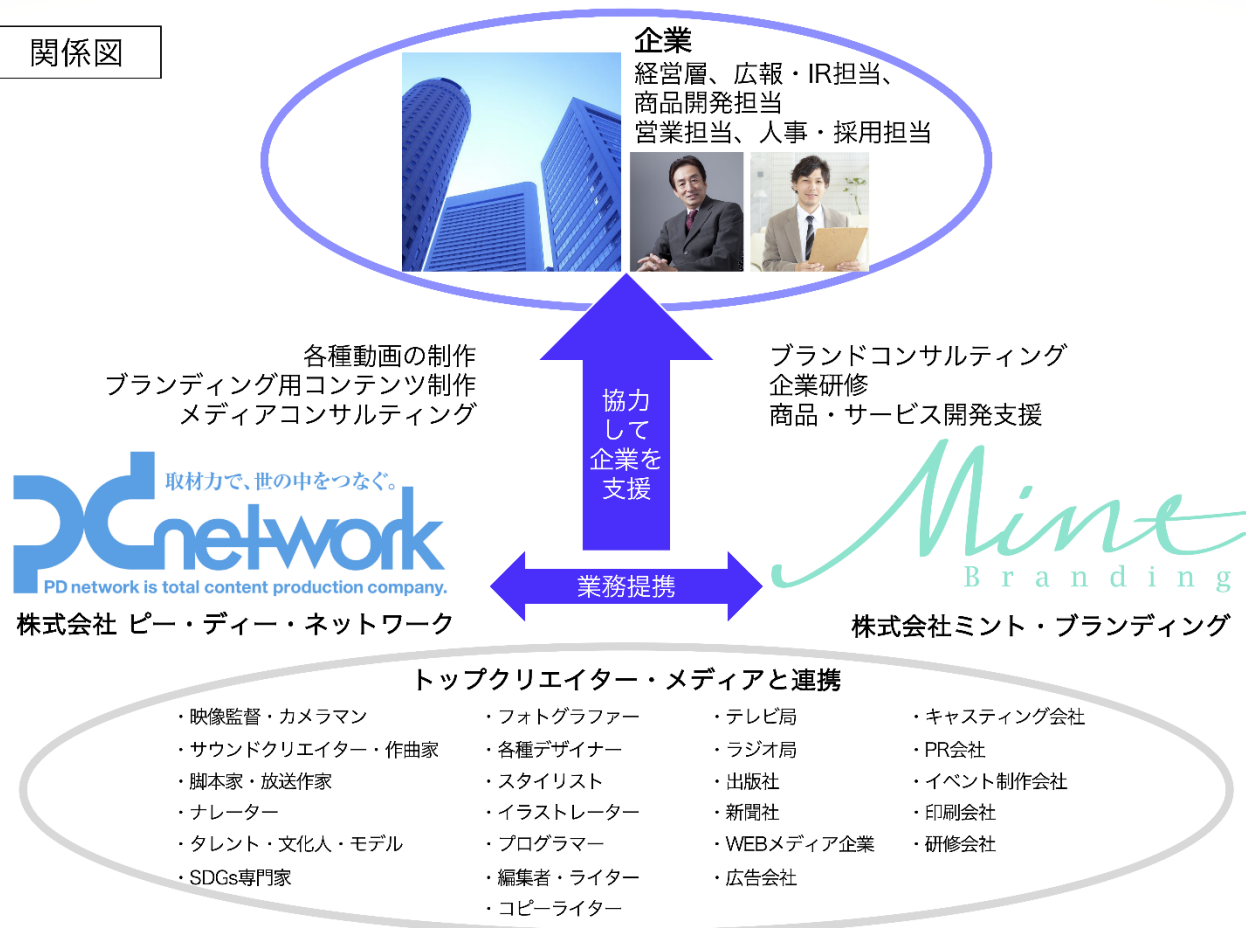 関係図
企業
経営層、広報・IR担当、
商品開発担当
営業担当、人事・採用担当
各種動画の制作
ブランディング用コンテンツ制作
メディアコンサルティング
協力
して
企業を
支援
ブランドコンサルティング
企業研修
商品・サービス開発支援
取材力で、世の中をつなぐ。
pdnetwork
PD network is total content production company.
株式会社 ピー・ディー・ネットワーク
業務提携
Mint
Branding
株式会社ミント・ブランディング
トップクリエイター・メディアと連携
・映像監督・カメラマン
・サウンドクリエイター・作曲家
・脚本家・放送作家
・ナレーター
・タレント・文化人・モデル
・SDGs専門家
・フォトグラファー
・各種デザイナー
・スタイリスト
・イラストレーター
・プログラマー
・編集者・ライター
・コピーライター
・テレビ局
・ラジオ局
・出版社
・新聞社
・WEBメディア企業
・広告会社
・キャスティング会社
・PR会社
・イベント制作会社
・印刷会社
・研修会社